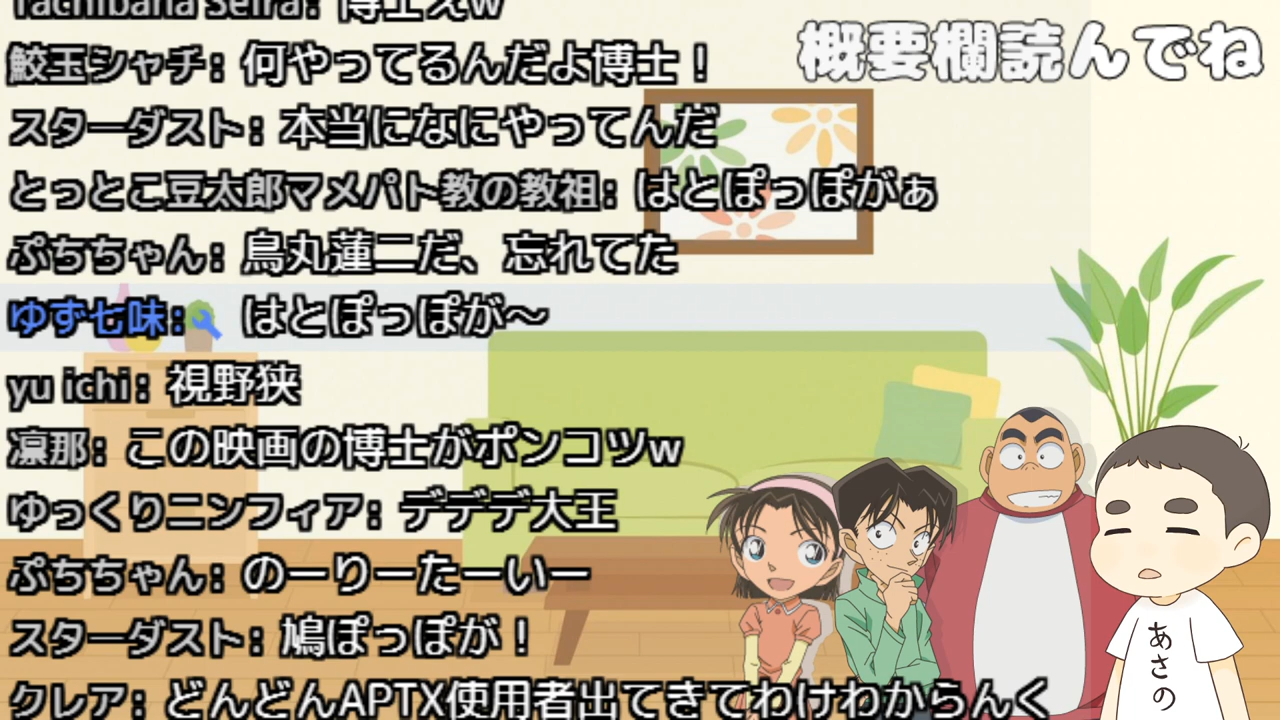 Tachibana Seira: 博士えw
概要欄読んでね
鮫玉シャチ: 何やってるんだよ博士！
スターダスト: 本当になにやってんだ
とっとこ豆太郎マメパト教の教祖: はとぽっぽがぁ
ぷちちゃん: 烏丸蓮二だ、忘れてた
ゆず七味: はとぽっぽが～
yu ichi: 視野狭
凛那: この映画の博士がポンコツw
ゆっくりニンフィア: デデデ大王
ぷちちゃん: のーりーたーいー
スターダスト: 鳩ぽっぽが！
クレア: どんどんAPTX使用者出てきてわけわからんく
あさの